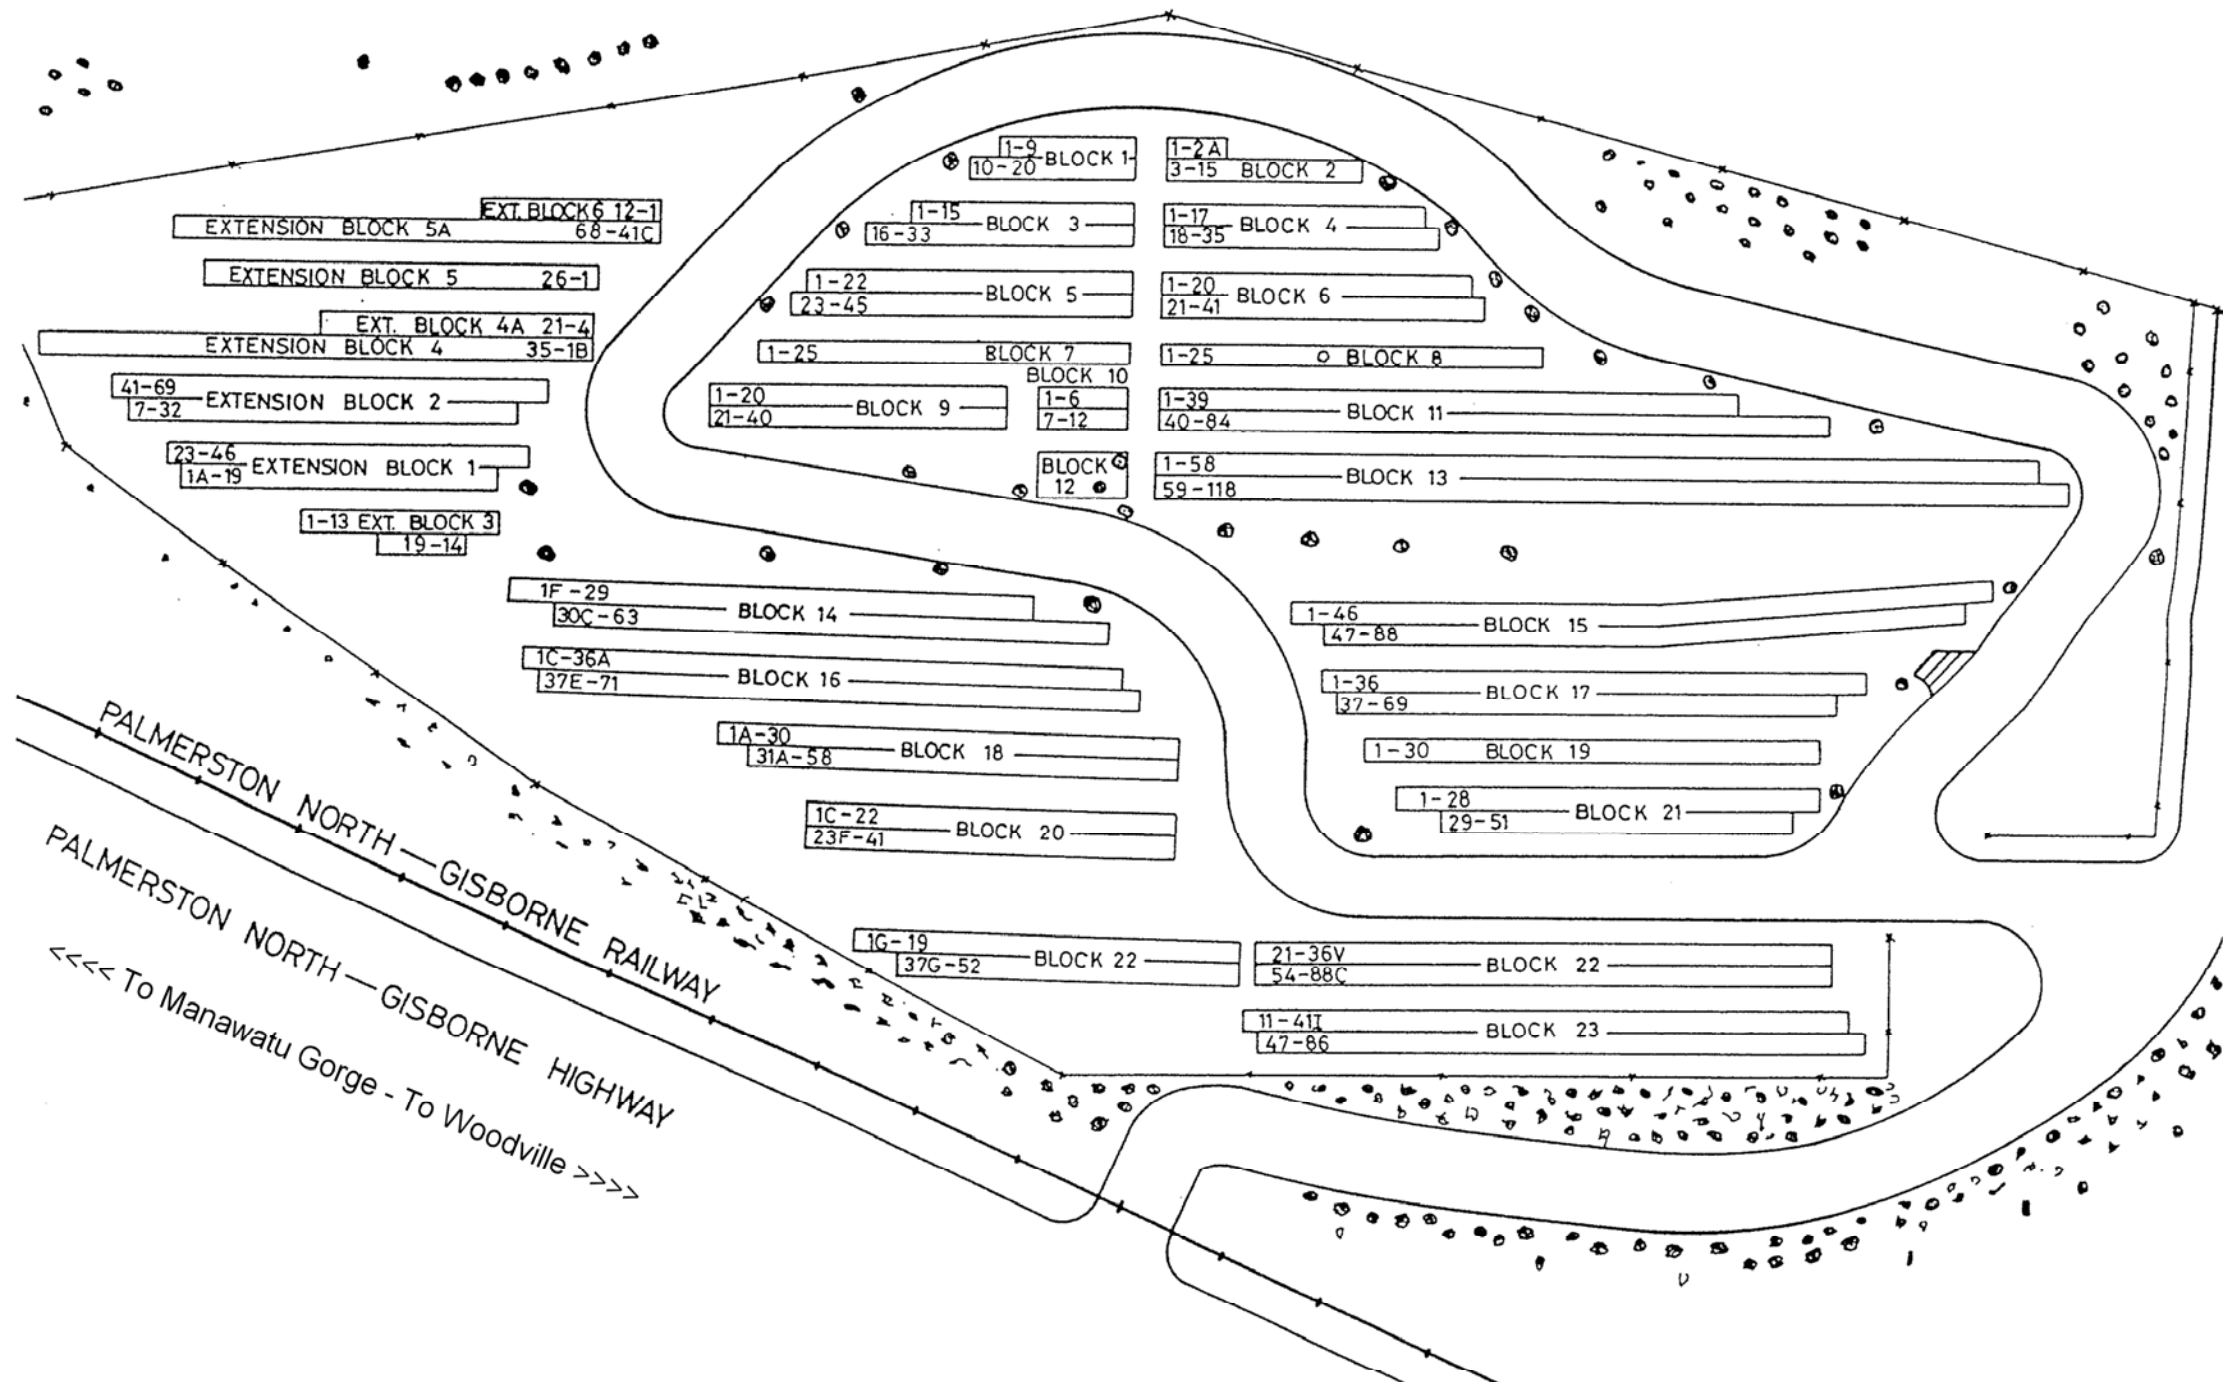 1-9
10-20 BLOCK 1
1-2A
3-15 BLOCK 2
EXT. BLOCK 6 12-1
EXTENSION BLOCK 5A 68-41C
1-15
16-33 BLOCK 3
1-17
18-35 BLOCK 4
EXTENSION BLOCK 5 26-1
1-22
23-45 BLOCK 5
1-20
21-41 BLOCK 6
EXT. BLOCK 4A 21-4
EXTENSION BLOCK 4 35-1B
1-25 BLOCK 7
1-25 BLOCK 8
41-69
7-32 EXTENSION BLOCK 2
1-20
21-40 BLOCK 9
BLOCK 10
1-6
7-12
1-39
40-84 BLOCK 11
23-46
1A-19 EXTENSION BLOCK 1
BLOCK
12
1-58
59-118 BLOCK 13
1-13 EXT. BLOCK 3
19-14
1F-29
30C-63 BLOCK 14
1-46
47-88 BLOCK 15
1C-36A
37E-71 BLOCK 16
1-36
37-69 BLOCK 17
1A-30
31A-58 BLOCK 18
1-30 BLOCK 19
1C-22
23F-41 BLOCK 20
1-28
29-51 BLOCK 21
1G-19
37G-52 BLOCK 22
21-36V
54-88C BLOCK 22
11-41I
47-86 BLOCK 23
PALMERSTON NORTH—GISBORNE RAILWAY
PALMERSTON NORTH—GISBORNE HIGHWAY
<<<< To Manawatu Gorge - To Woodville >>>>